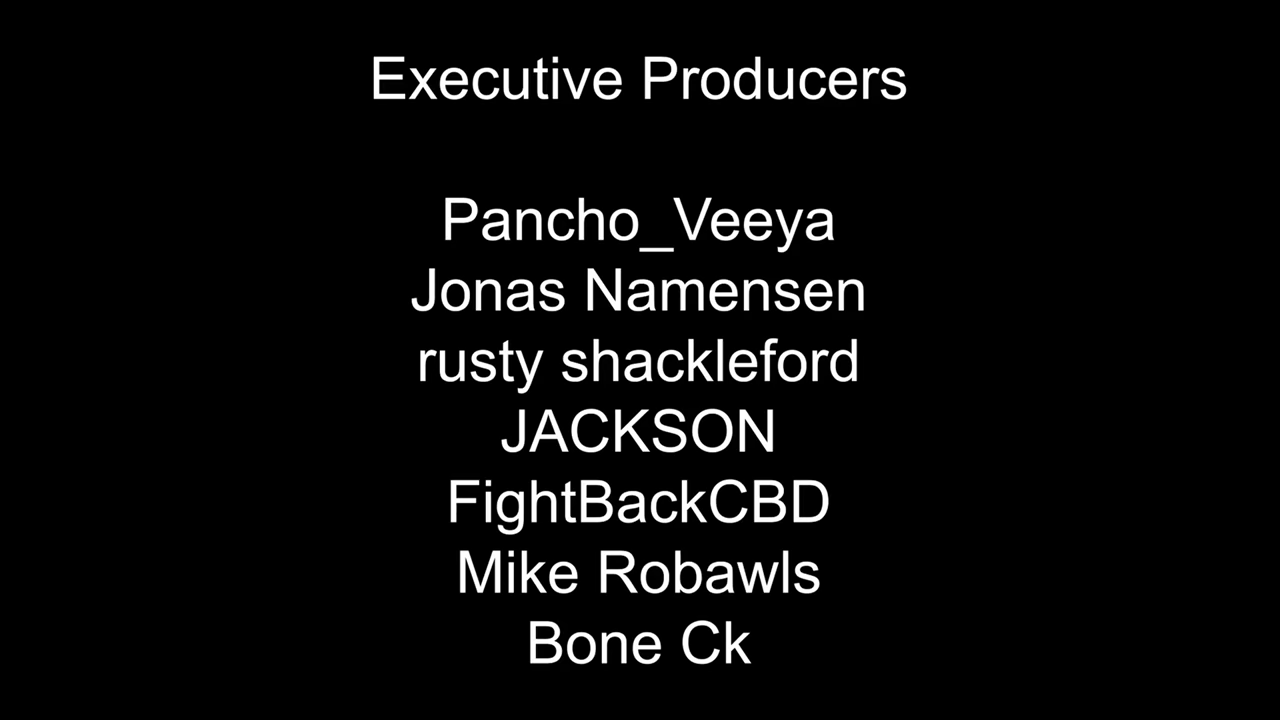 Executive Producers
Pancho_Veeya
Jonas Namensen
rusty shackleford
JACKSON
FightBackCBD
Mike Robawls
Bone Ck